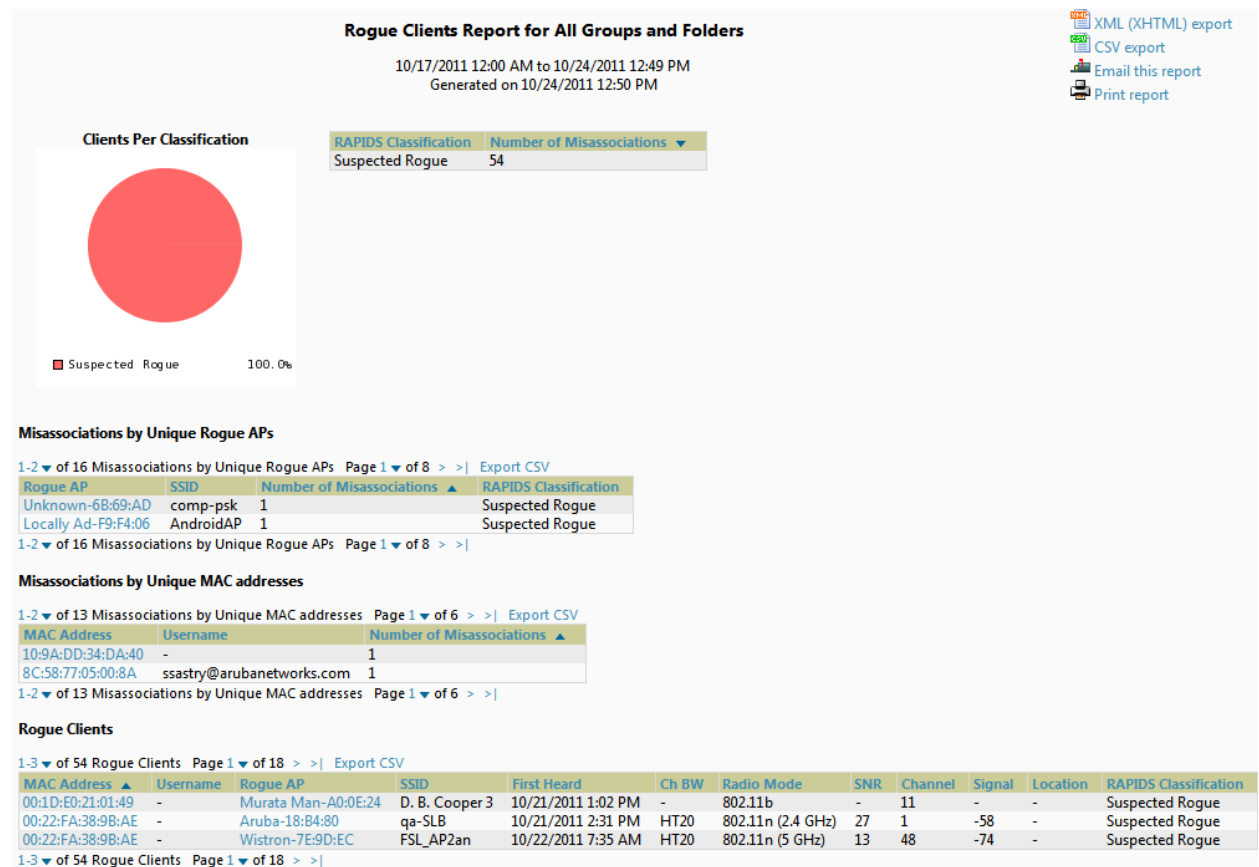 Rogue Clients Report for All Groups and Folders
10/17/2011 12:00 AM to 10/24/2011 12:49 PM
Generated on 10/24/2011 12:50 PM
XML (XHTML) export
CSV export
Email this report
Print report
Clients Per Classification
Suspected Rogue 100.0%
RAPIDS Classification Number of Misassociations
Suspected Rogue 54
Misassociations by Unique Rogue APs
1-2 of 16 Misassociations by Unique Rogue APs Page 1 of 8 > >| Export CSV
Rogue AP SSID Number of Misassociations RAPIDS Classification
Unknown-6B:69:AD comp-psk 1 Suspected Rogue
Locally Ad-F9:F4:06 AndroidAP 1 Suspected Rogue
1-2 of 16 Misassociations by Unique Rogue APs Page 1 of 8 > >|
Misassociations by Unique MAC addresses
1-2 of 13 Misassociations by Unique MAC addresses Page 1 of 6 > >| Export CSV
MAC Address Username Number of Misassociations
10:9A:DD:34:DA:40 - 1
8C:58:77:05:00:8A ssastry@arubanetworks.com 1
1-2 of 13 Misassociations by Unique MAC addresses Page 1 of 6 > >|
Rogue Clients
1-3 of 54 Rogue Clients Page 1 of 18 > >| Export CSV
MAC Address Username Rogue AP SSID First Heard Ch BW Radio Mode SNR Channel Signal Location RAPIDS Classification
00:1D:E0:21:01:49 - Murata Man-A0:0E:24 D. B. Cooper 3 10/21/2011 1:02 PM - 802.11b - 11 - - Suspected Rogue
00:22:FA:38:9B:AE - Aruba-18:B4:80 qa-SLB 10/21/2011 2:31 PM HT20 802.11n (2.4 GHz) 27 1 -58 - Suspected Rogue
00:22:FA:38:9B:AE - Wistron-7E:9D:EC FSL_AP2an 10/22/2011 7:35 AM HT20 802.11n (5 GHz) 13 48 -74 - Suspected Rogue
1-3 of 54 Rogue Clients Page 1 of 18 > >|